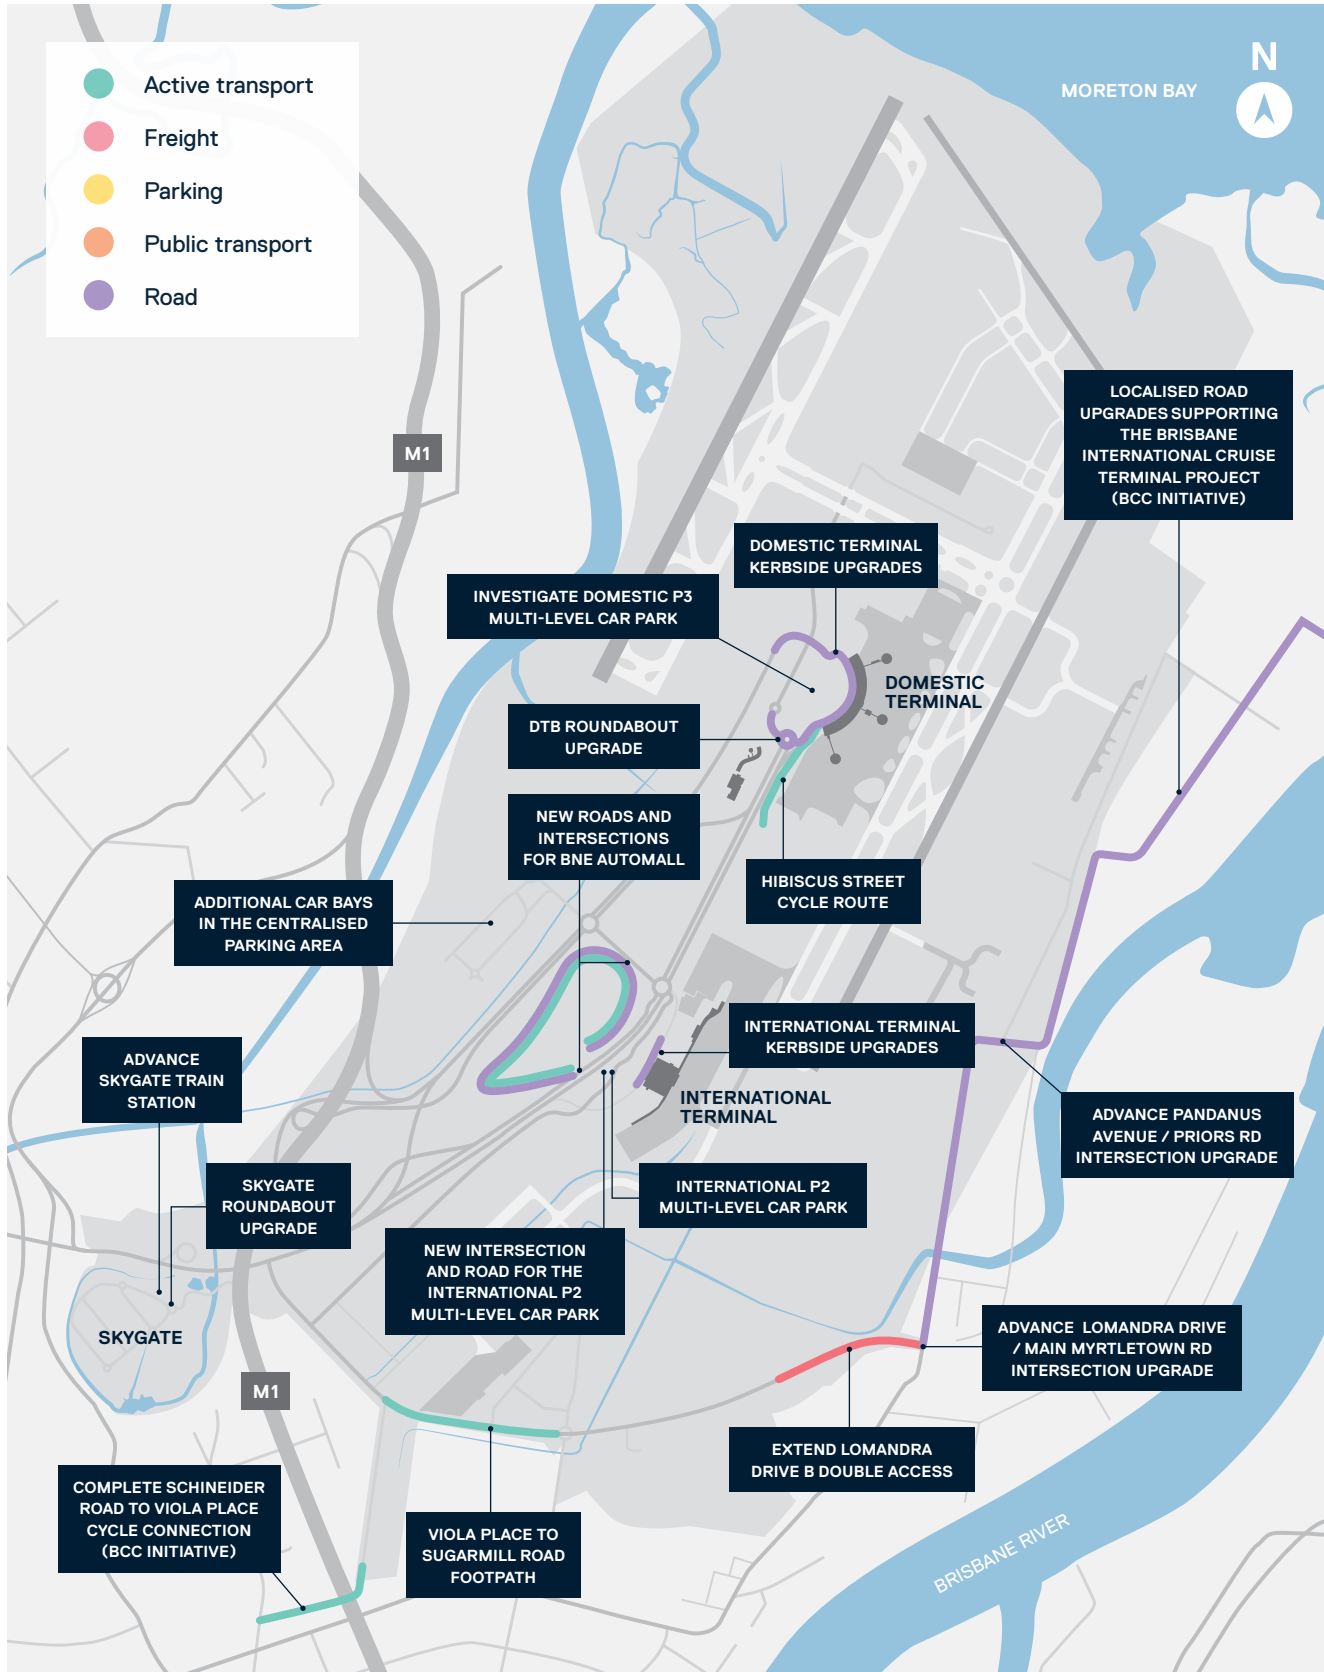 Active transport
Freight
Parking
Public transport
Road
N
MORETON BAY
M1
LOCALISED ROAD
UPGRADES SUPPORTING
THE BRISBANE
INTERNATIONAL CRUISE
TERMINAL PROJECT
(BCC INITIATIVE)
DOMESTIC TERMINAL
KERBSIDE UPGRADES
INVESTIGATE DOMESTIC P3
MULTI-LEVEL CAR PARK
DOMESTIC
TERMINAL
DTB ROUNDABOUT
UPGRADE
NEW ROADS AND
INTERSECTIONS
FOR BNE AUTOMALL
HIBISCUS STREET
CYCLE ROUTE
ADDITIONAL CAR BAYS
IN THE CENTRALISED
PARKING AREA
INTERNATIONAL TERMINAL
KERBSIDE UPGRADES
ADVANCE
SKYGATE TRAIN
STATION
INTERNATIONAL
TERMINAL
ADVANCE PANDANUS
AVENUE / PRIORS RD
INTERSECTION UPGRADE
SKYGATE
ROUNDABOUT
UPGRADE
INTERNATIONAL P2
MULTI-LEVEL CAR PARK
NEW INTERSECTION
AND ROAD FOR THE
INTERNATIONAL P2
MULTI-LEVEL CAR PARK
SKYGATE
ADVANCE LOMANDRA DRIVE
/ MAIN MYRTLETOWN RD
INTERSECTION UPGRADE
M1
EXTEND LOMANDRA
DRIVE B DOUBLE ACCESS
COMPLETE SCHINEIDER
ROAD TO VIOLA PLACE
CYCLE CONNECTION
(BCC INITIATIVE)
VIOLA PLACE TO
SUGARMILL ROAD
FOOTPATH
BRISBANE RIVER